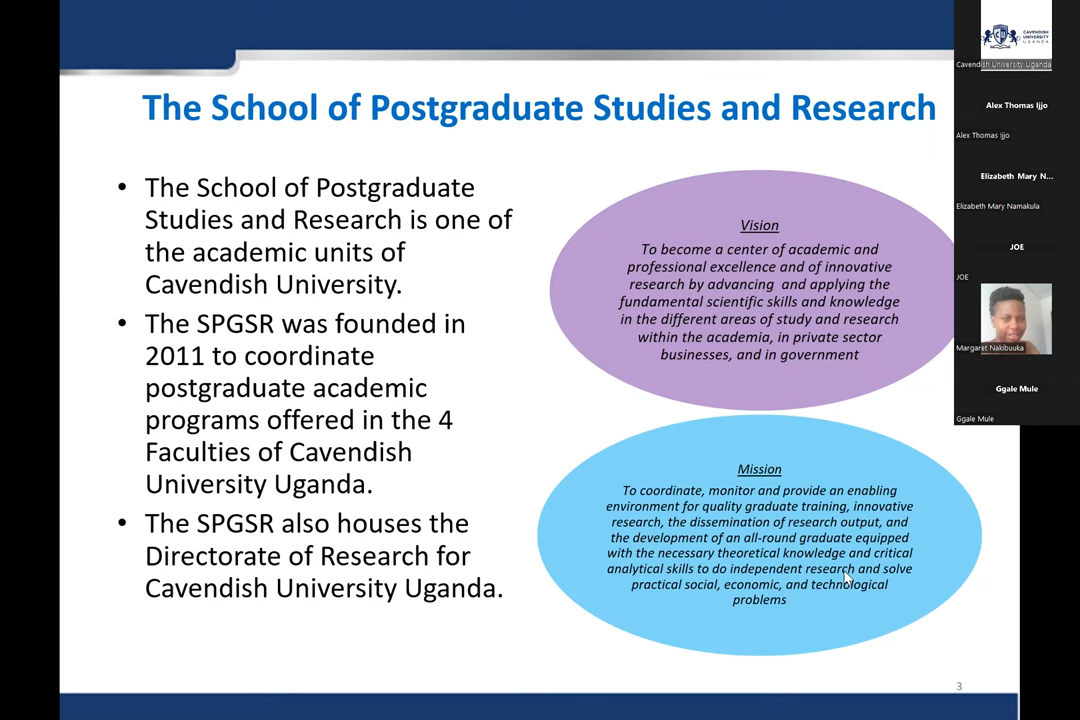 The School of Postgraduate Studies and Research
• The School of Postgraduate
Studies and Research is one of
the academic units of
Cavendish University.
• The SPGSR was founded in
2011 to coordinate
postgraduate academic
programs offered in the 4
Faculties of Cavendish
University Uganda.
• The SPGSR also houses the
Directorate of Research for
Cavendish University Uganda.
Vision
To become a center of academic and
professional excellence and of innovative
research by advancing and applying the
fundamental scientific skills and knowledge
in the different areas of study and research
within the academia, in private sector
businesses, and in government
Mission
To coordinate, monitor and provide an enabling
environment for quality graduate training, innovative
research, the dissemination of research output, and
the development of an all-round graduate equipped
with the necessary theoretical knowledge and critical
analytical skills to do independent research and solve
practical social, economic, and technological
problems
3
CAVENDISH
UNIVERSITY
UGANDA
Cavendish University Uganda
Alex Thomas Ijjo
Alex Thomas Ijjo
Elizabeth Mary N...
Elizabeth Mary Namakula
JOE
JOE
Margaret Nakibuuka
Ggale Mule
Ggale Mule